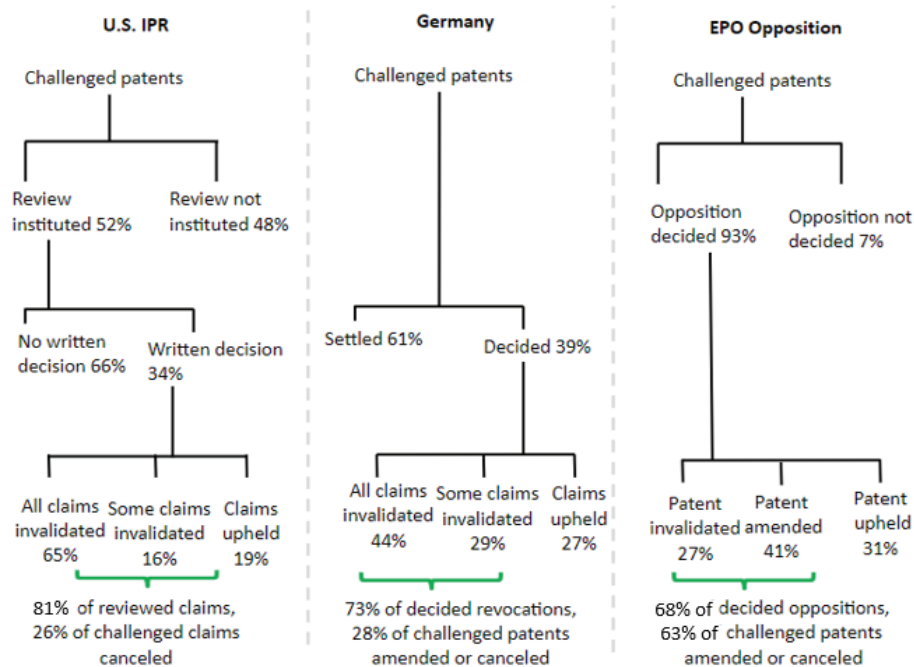 U.S. IPR
Challenged patents
Review
instituted 52%
Review not
instituted 48%
No written
decision 66%
Written decision
34%
All claims
invalidated
65%
Some claims
invalidated
16%
Claims
upheld
19%
81% of reviewed claims,
26% of challenged claims
canceled
Germany
Challenged patents
Settled 61%
Decided 39%
All claims
invalidated
44%
Some claims
invalidated
29%
Claims
upheld
27%
73% of decided revocations,
28% of challenged patents
amended or canceled
EPO Opposition
Challenged patents
Opposition
decided 93%
Opposition not
decided 7%
Patent
invalidated
27%
Patent
amended
41%
Patent
upheld
31%
68% of decided oppositions,
63% of challenged patents
amended or canceled